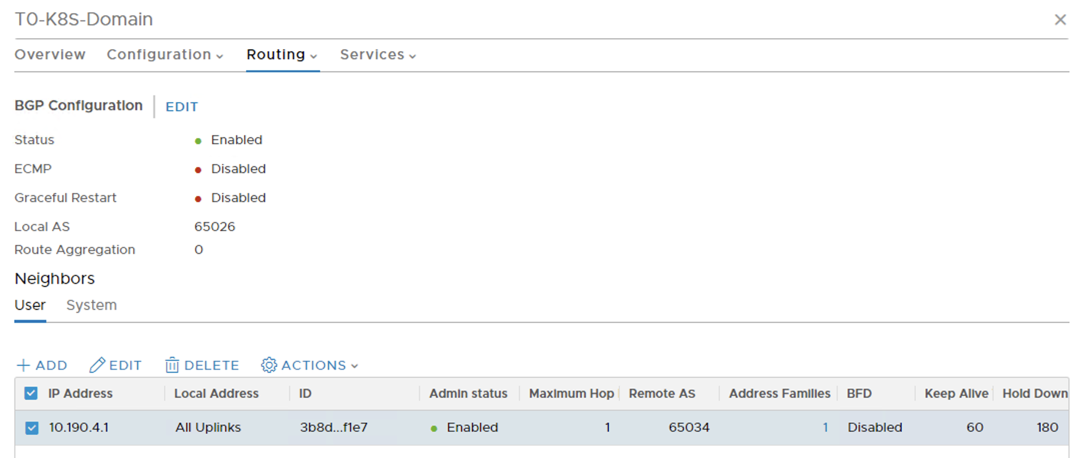 T0-K8S-Domain
Overview Configuration Routing Services
BGP Configuration EDIT
Status Enabled
ECMP Disabled
Graceful Restart Disabled
Local AS 65026
Route Aggregation 0
Neighbors
User System
+ ADD EDIT DELETE ACTIONS
IP Address Local Address ID Admin status Maximum Hop Remote AS Address Families BFD Keep Alive Hold Down
10.190.4.1 All Uplinks 3b8d...f1e7 Enabled 1 65034 1 Disabled 60 180